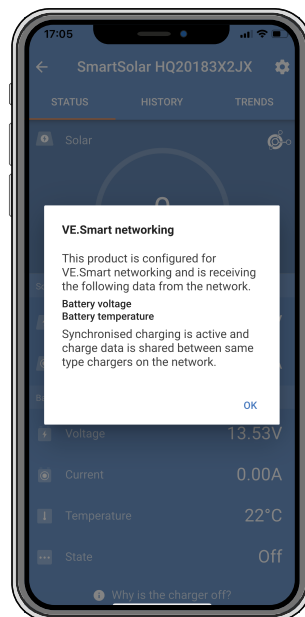 17:05
SmartSolar HQ20183X2JX
STATUS HISTORY TRENDS
Solar
VE.Smart networking
This product is configured for
VE.Smart networking and is receiving
the following data from the network.
Battery voltage
Battery temperature
Synchronised charging is active and
charge data is shared between same
type chargers on the network.
OK
Voltage 13.53V
Current 0.00A
Temperature 22°C
State Off
Why is the charger off?